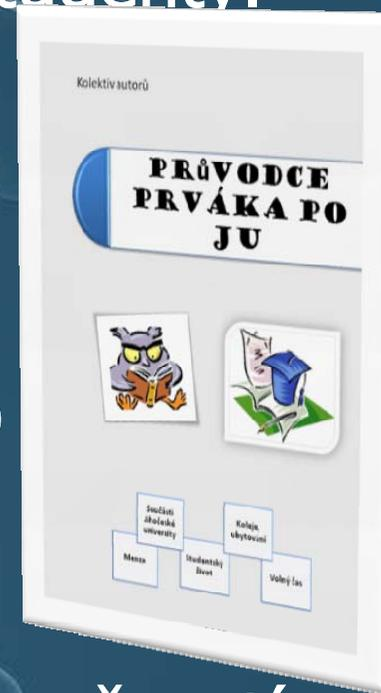 Kolektiv autorů
PRůVODCE
PRVÁKA PO
JU
Součásti
Jihočeské
univerzity
Koleje,
ubytování
Menza
Studentský
život
Volný čas